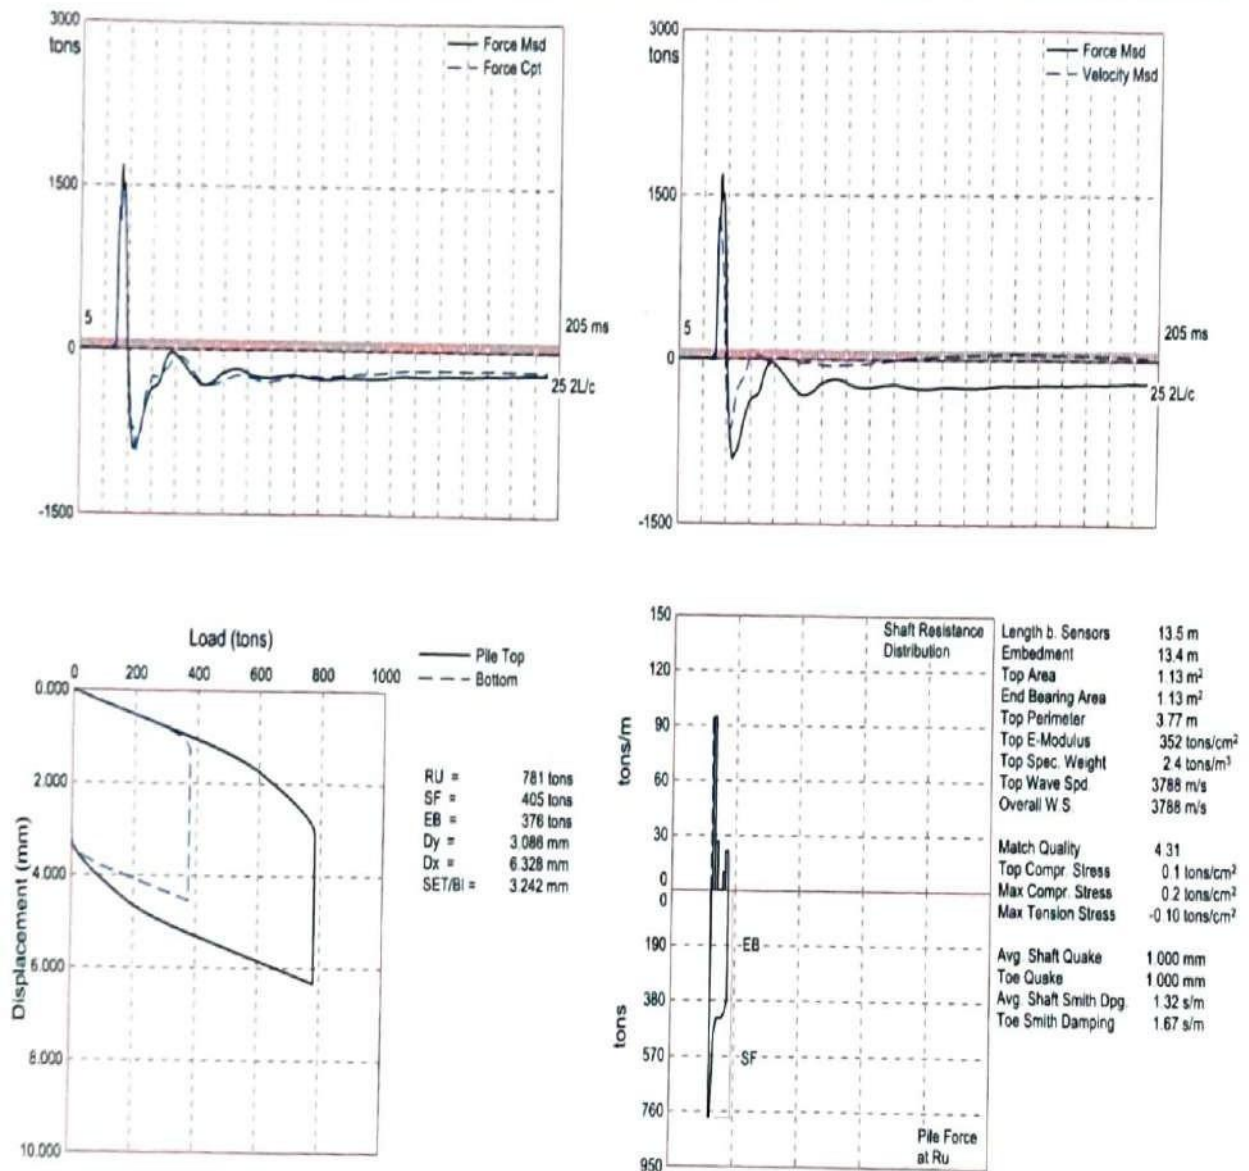 3000
tons
Force Msd
Force Cpt
1500
5
205 ms
0
25 2L/c
-1500
3000
tons
Force Msd
Velocity Msd
1500
5
205 ms
0
25 2L/c
-1500
Load (tons)
0 200 400 600 800 1000
Pile Top
Bottom
0.000
2.000
4.000
6.000
8.000
10.000
Displacement (mm)
RU = 781 tons
SF = 405 tons
EB = 376 tons
Dy = 3.086 mm
Dx = 6.328 mm
SET/Bl = 3.242 mm
150
120
90
60
30
0
tons/m
Shaft Resistance
Distribution
0
190
380
570
760
950
tons
EB
SF
Pile Force
at Ru
Length b. Sensors 13.5 m
Embedment 13.4 m
Top Area 1.13 m²
End Bearing Area 1.13 m²
Top Perimeter 3.77 m
Top E-Modulus 352 tons/cm²
Top Spec. Weight 2.4 tons/m³
Top Wave Spd. 3788 m/s
Overall W.S. 3788 m/s
Match Quality 4.31
Top Compr. Stress 0.1 tons/cm²
Max Compr. Stress 0.2 tons/cm²
Max Tension Stress -0.10 tons/cm²
Avg. Shaft Quake 1.000 mm
Toe Quake 1.000 mm
Avg. Shaft Smith Dpg. 1.32 s/m
Toe Smith Damping 1.67 s/m